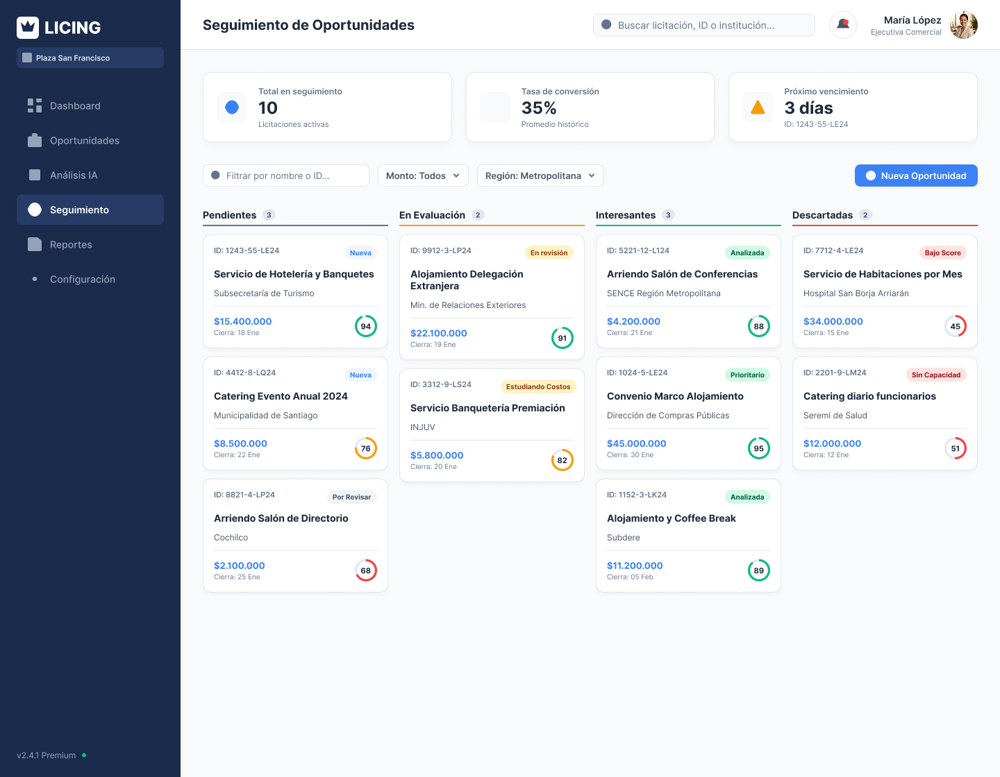 LICING
Plaza San Francisco
Dashboard
Oportunidades
Análisis IA
Seguimiento
Reportes
Configuración
v2.4.1 Premium
Seguimiento de Oportunidades
Buscar licitación, ID o institución...
María López
Ejecutiva Comercial
Total en seguimiento
10
Licitaciones activas
Tasa de conversión
35%
Promedio histórico
Próximo vencimiento
3 días
ID: 1243-55-LE24
Filtrar por nombre o ID...
Monto: Todos
Región: Metropolitana
Nueva Oportunidad
Pendientes 3
ID: 1243-55-LE24 Nueva
Servicio de Hotelería y Banquetes
Subsecretaría de Turismo
$15.400.000
Cierra: 18 Ene
94
ID: 4412-8-LQ24 Nueva
Catering Evento Anual 2024
Municipalidad de Santiago
$8.500.000
Cierra: 22 Ene
76
ID: 8821-4-LP24 Por Revisar
Arriendo Salón de Directorio
Cochilco
$2.100.000
Cierra: 25 Ene
68
En Evaluación 2
ID: 9912-3-LP24 En revisión
Alojamiento Delegación
Extranjera
Min. de Relaciones Exteriores
$22.100.000
Cierra: 19 Ene
91
ID: 3312-9-LS24 Estudiando Costos
Servicio Banquetería Premiación
INJUV
$5.800.000
Cierra: 20 Ene
82
Interesantes 3
ID: 5221-12-L124 Analizada
Arriendo Salón de Conferencias
SENCE Región Metropolitana
$4.200.000
Cierra: 21 Ene
88
ID: 1024-5-LE24 Prioritario
Convenio Marco Alojamiento
Dirección de Compras Públicas
$45.000.000
Cierra: 30 Ene
95
ID: 1152-3-LK24 Analizada
Alojamiento y Coffee Break
Subdere
$11.200.000
Cierra: 05 Feb
89
Descartadas 2
ID: 7712-4-LE24 Bajo Score
Servicio de Habitaciones por Mes
Hospital San Borja Arriarán
$34.000.000
Cierra: 15 Ene
45
ID: 2201-9-LM24 Sin Capacidad
Catering diario funcionarios
Seremi de Salud
$12.000.000
Cierra: 12 Ene
51